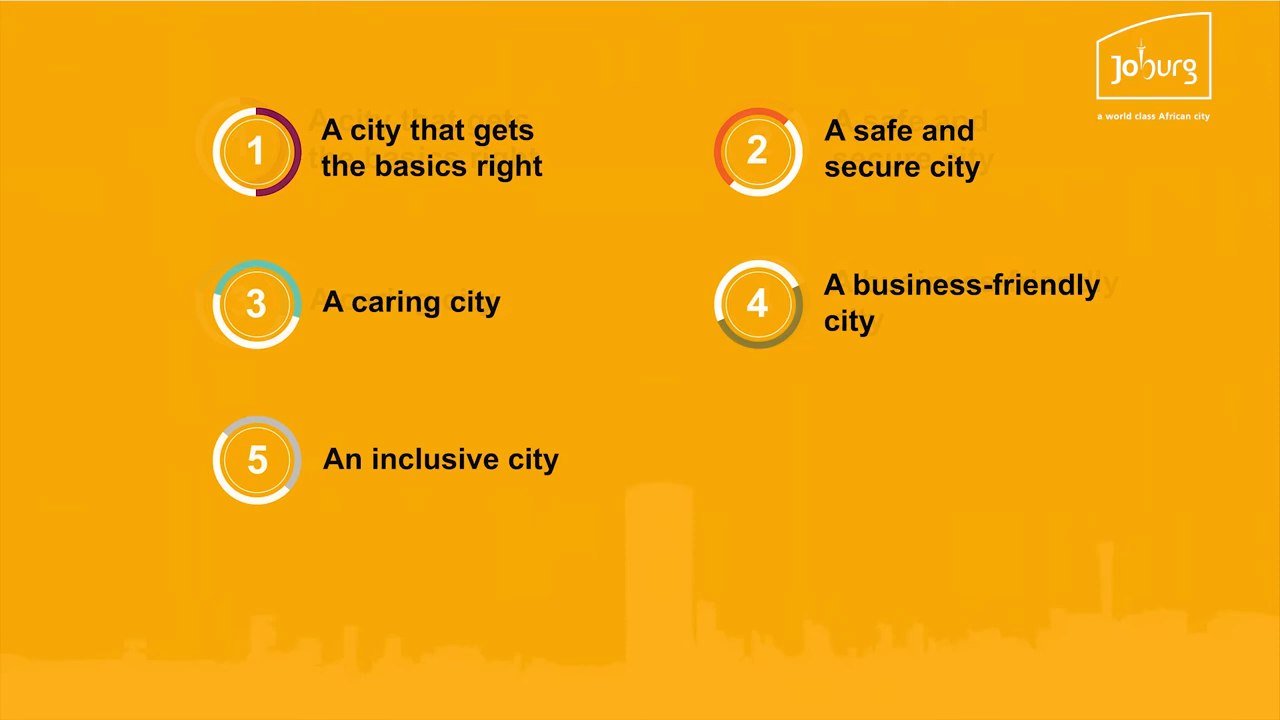 Joburg
a world class African city
1
A city that gets
the basics right
2
A safe and
secure city
3
A caring city
4
A business-friendly
city
5
An inclusive city